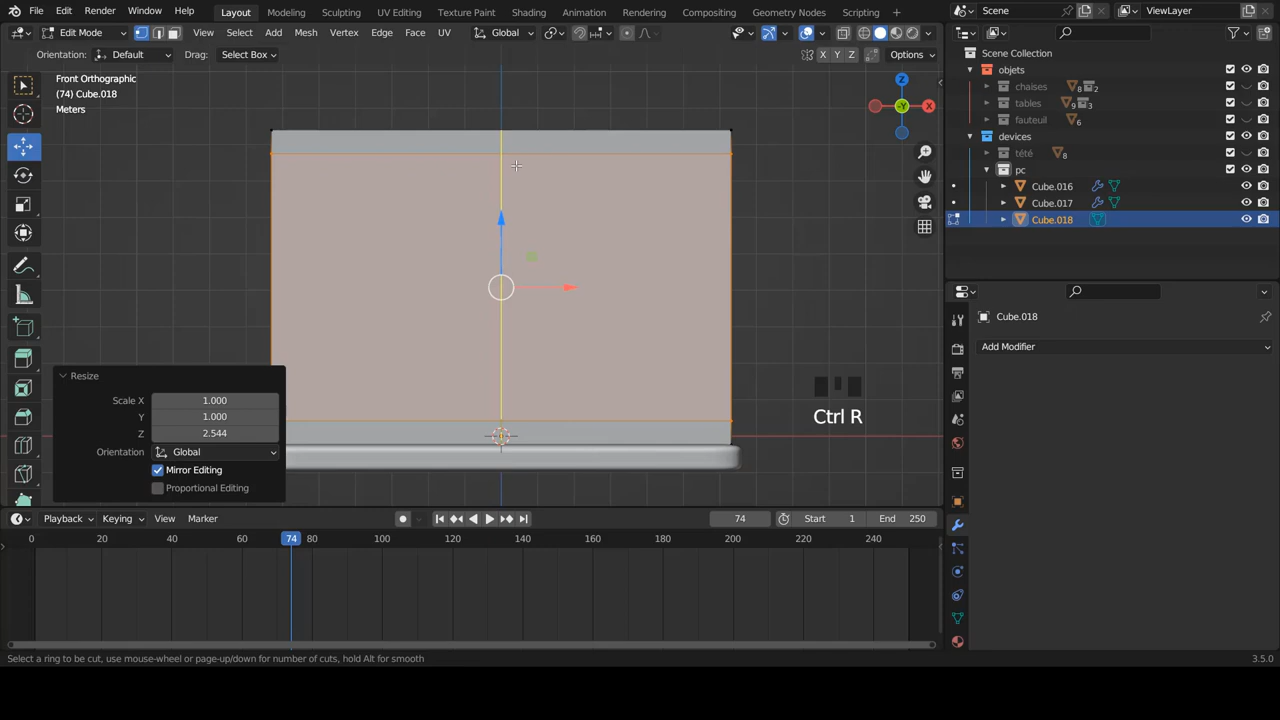 File Edit Render Window Help Layout Modeling Sculpting UV Editing Texture Paint Shading Animation Rendering Compositing Geometry Nodes Scripting Scene ViewLayer
Edit Mode View Select Add Mesh Vertex Edge Face UV Global
Orientation: Default Drag: Select Box X Y Z Options
Scene Collection
objets
chaises 8 2
tables 9 3
fauteuil 6
devices
tété 8
pc
Cube.016
Cube.017
Cube.018
Front Orthographic
(74) Cube.018
Meters
Z
-Y
X
Cube.018
Add Modifier
Resize
Scale X 1.000
Y 1.000
Z 2.544
Orientation Global
Mirror Editing
Proportional Editing
Ctrl R
Playback Keying View Marker 74 Start 1 End 250
0 20 40 60 74 80 100 120 140 160 180 200 220 240
Select a ring to be cut, use mouse-wheel or page-up/down for number of cuts, hold Alt for smooth 3.5.0